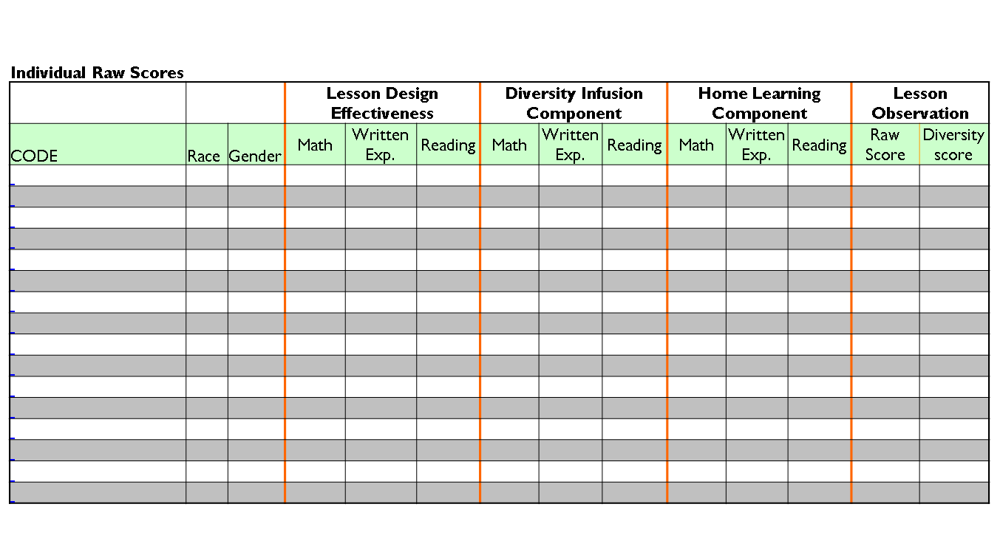 Individual Raw Scores
Lesson Design Diversity Infusion Home Learning Lesson
Effectiveness Component Component Observation
CODE Race Gender Math Written Exp. Reading Math Written Exp. Reading Math Written Exp. Reading Raw Score Diversity score